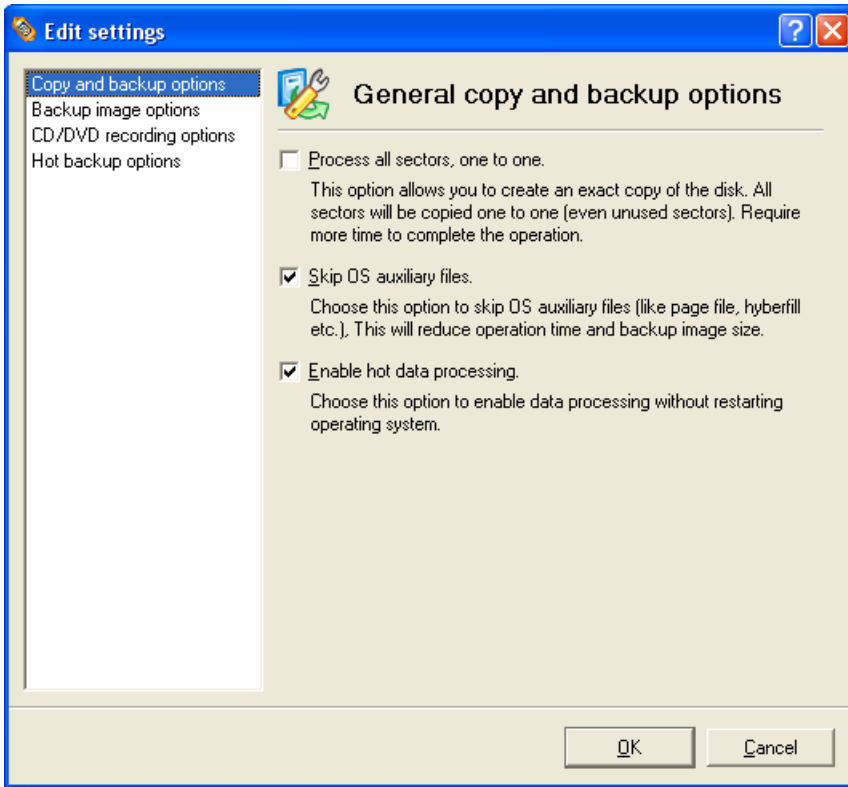 Edit settings
Copy and backup options
Backup image options
CD/DVD recording options
Hot backup options
General copy and backup options
Process all sectors, one to one.
This option allows you to create an exact copy of the disk. All
sectors will be copied one to one (even unused sectors). Require
more time to complete the operation.
Skip OS auxiliary files.
Choose this option to skip OS auxiliary files (like page file, hyberfill
etc.), This will reduce operation time and backup image size.
Enable hot data processing.
Choose this option to enable data processing without restarting
operating system.
OK
Cancel